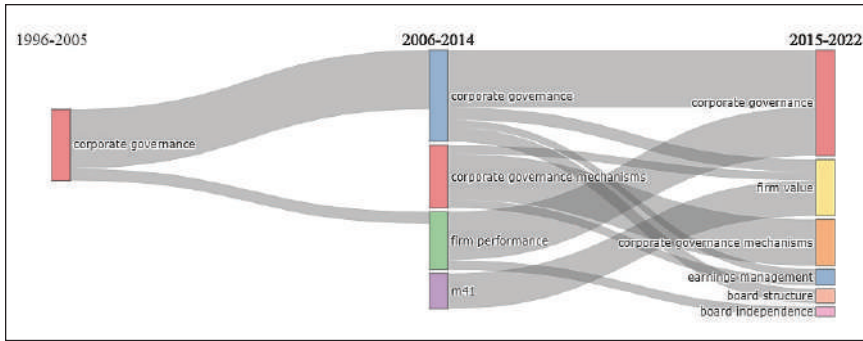 1996-2005
2006-2014
2015-2022
corporate governance
corporate governance
corporate governance mechanisms
firm performance
m41
corporate governance
firm value
corporate governance mechanisms
earnings management
board structure
board independence